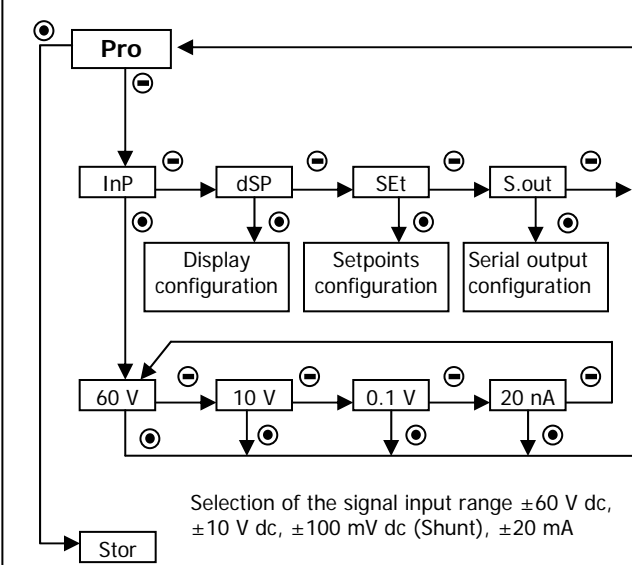 Pro
InP
dSP
SEt
S.out
Display
configuration
Setpoints
configuration
Serial output
configuration
60 V
10 V
0.1 V
20 nA
Selection of the signal input range ±60 V dc,
±10 V dc, ±100 mV dc (Shunt), ±20 mA
Stor